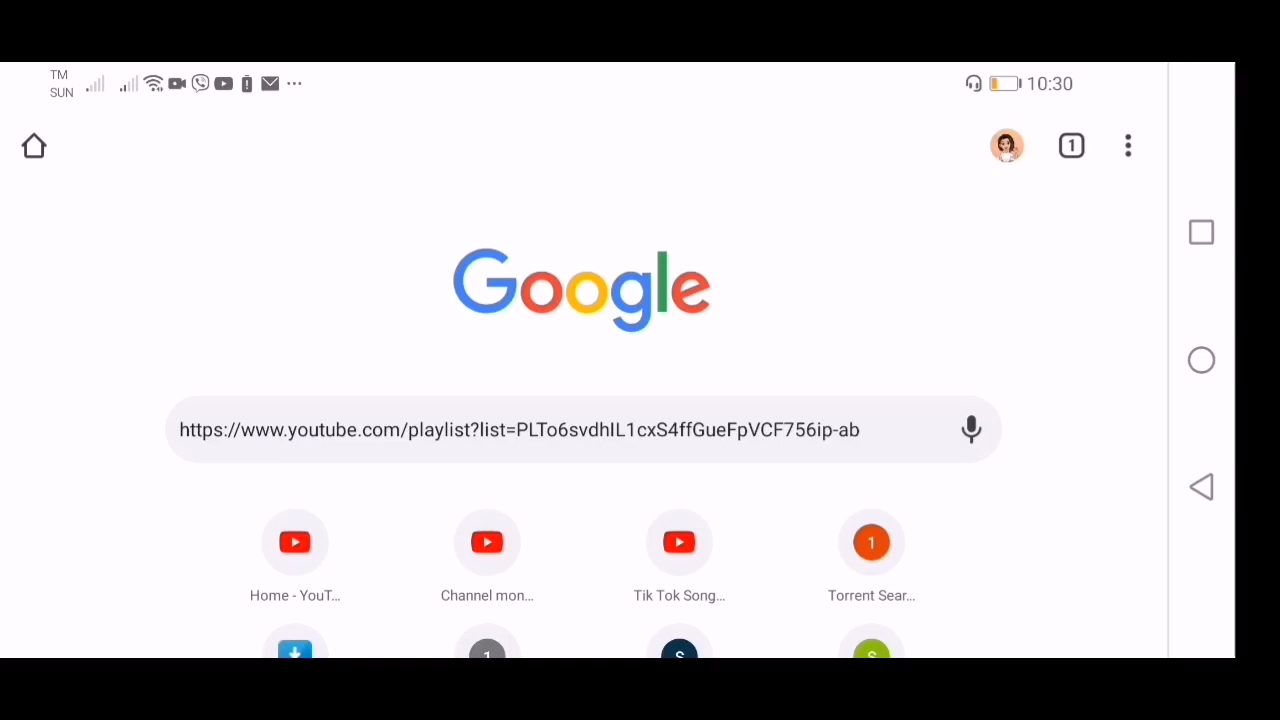 TM
SUN
10:30
1
Google
https://www.youtube.com/playlist?list=PLTo6svdhIL1cxS4ffGueFpVCF756ip-ab
1
Home - YouT...
Channel mon...
Tik Tok Song...
Torrent Sear...
1
S
S